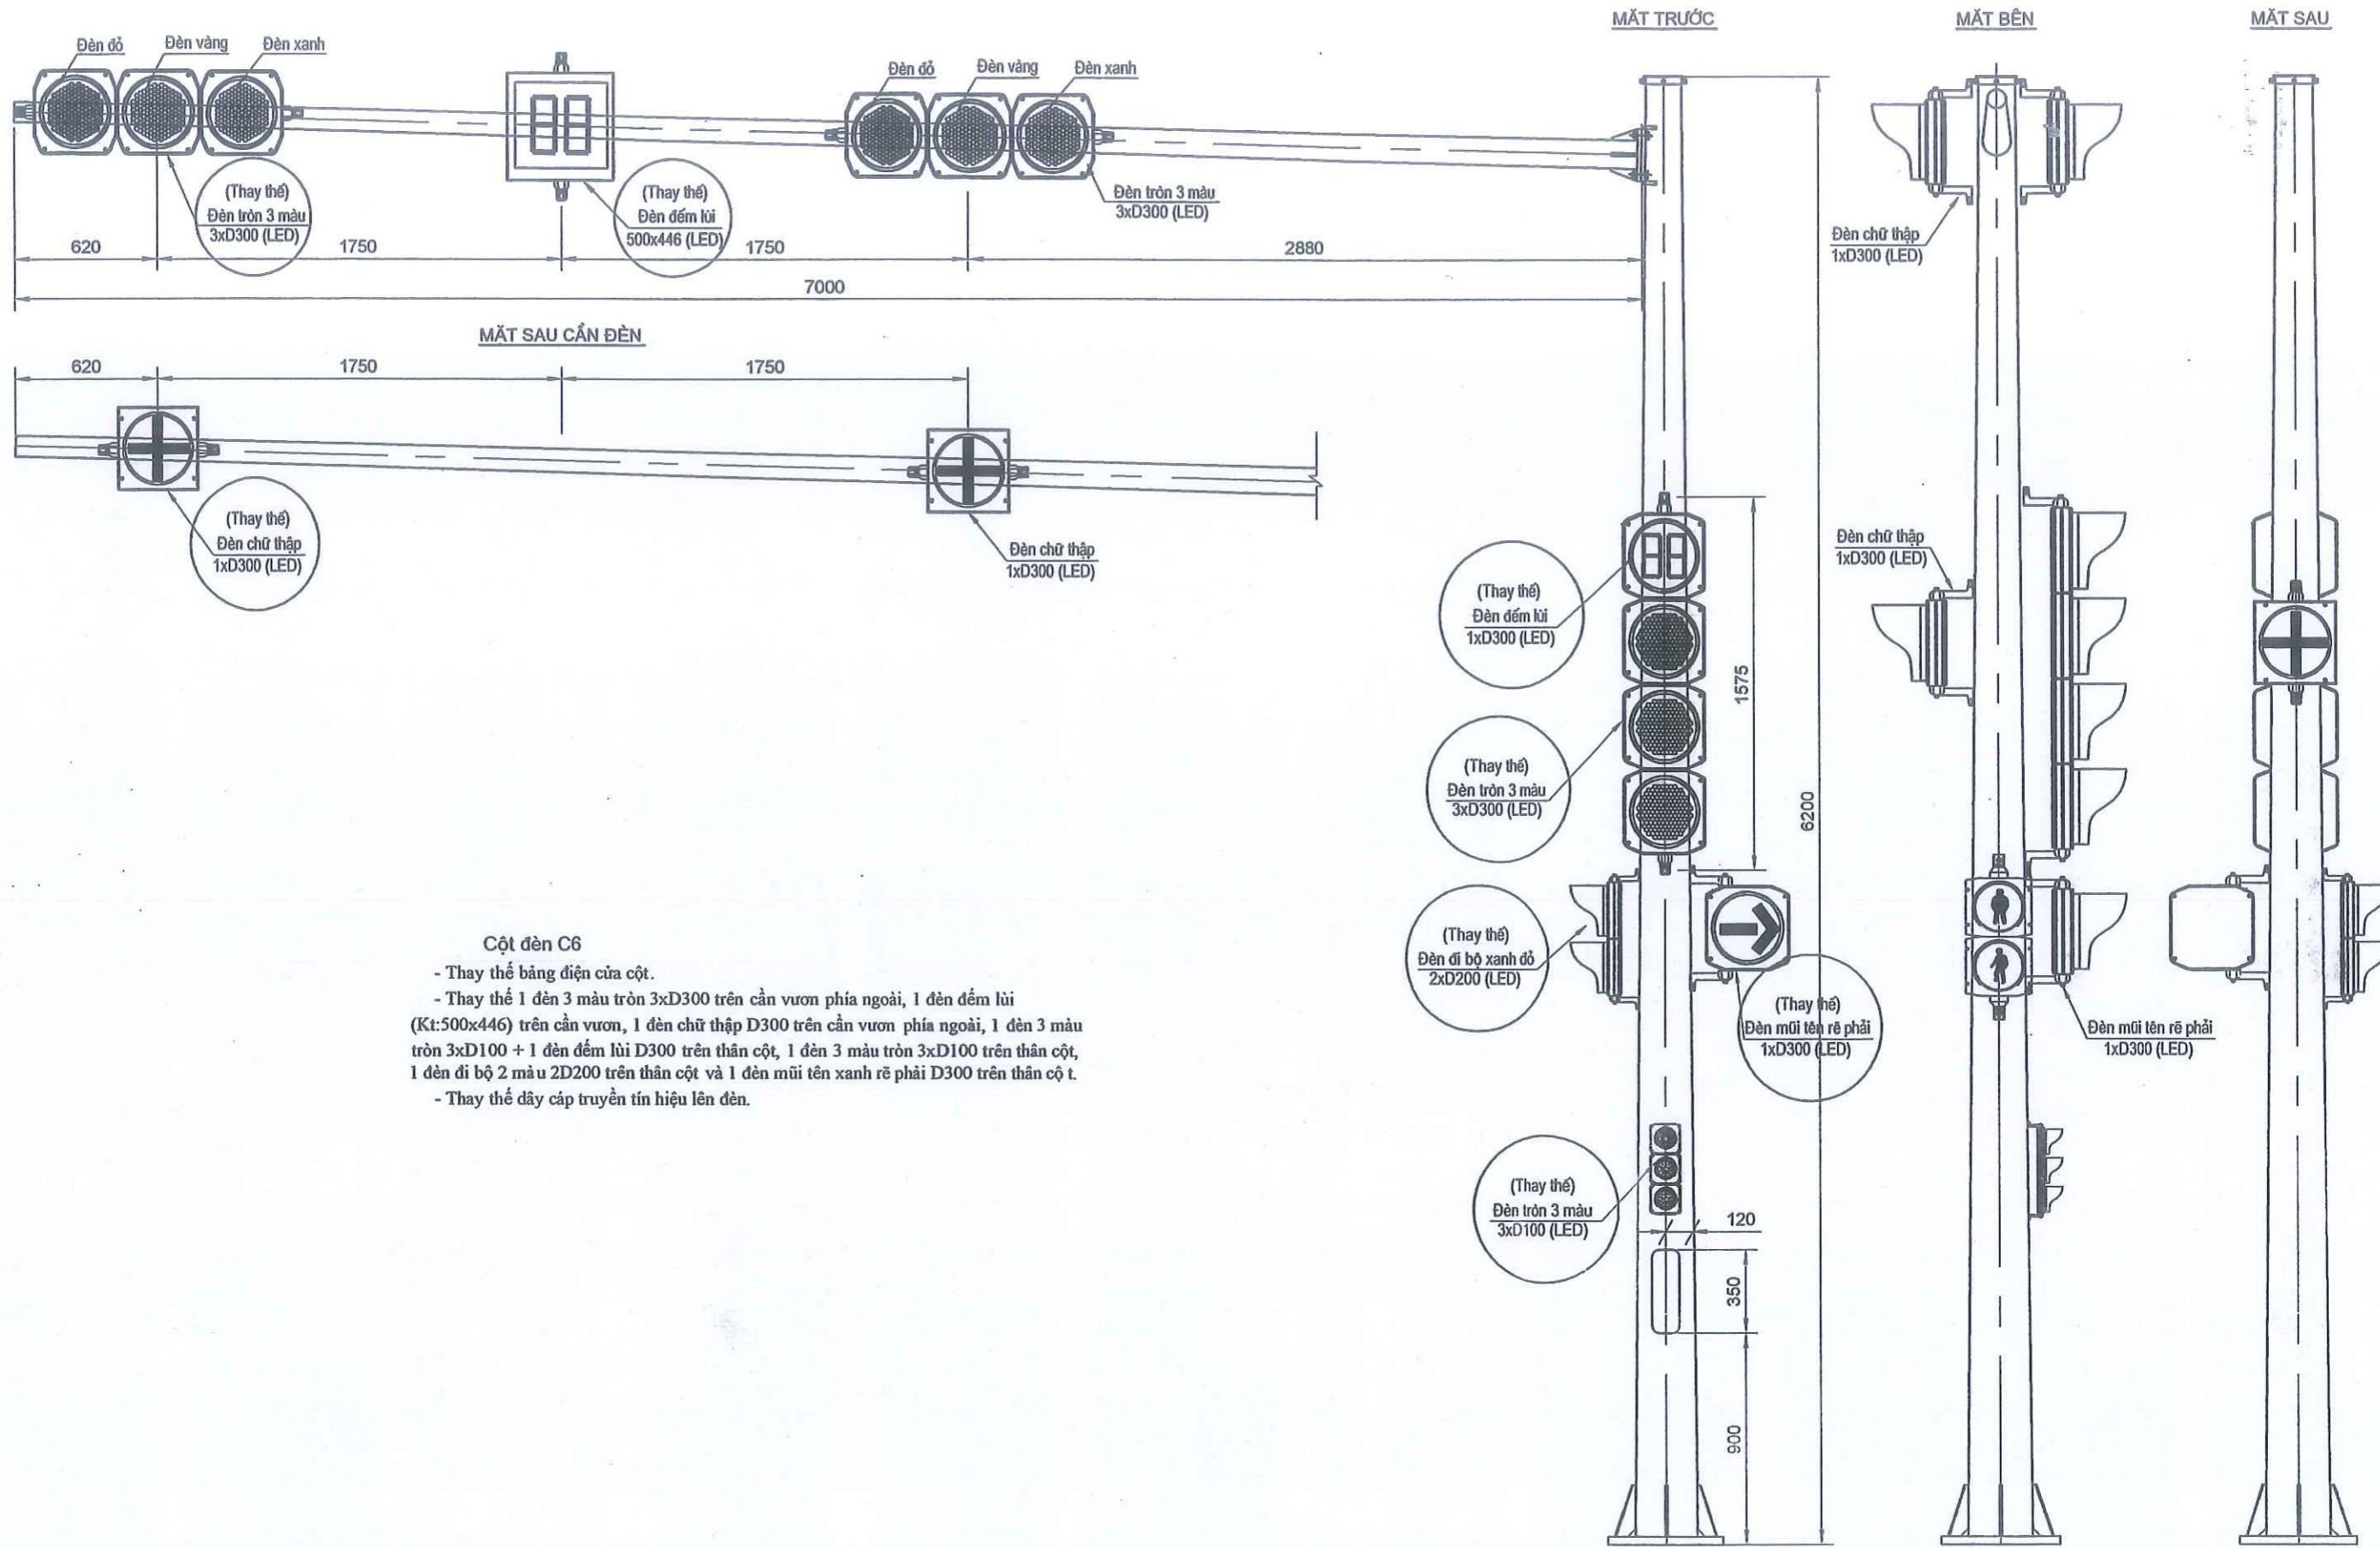 MẶT TRƯỚC
MẶT BÊN
MẶT SAU
Đèn đỏ
Đèn vàng
Đèn xanh
Đèn đỏ
Đèn vàng
Đèn xanh
(Thay thế)
Đèn tròn 3 màu
3xD300 (LED)
(Thay thế)
Đèn đếm lùi
500x446 (LED)
Đèn tròn 3 màu
3xD300 (LED)
620
1750
1750
2880
7000
MẶT SAU CẦN ĐÈN
620
1750
1750
(Thay thế)
Đèn chữ thập
1xD300 (LED)
Đèn chữ thập
1xD300 (LED)
Đèn chữ thập
1xD300 (LED)
Đèn chữ thập
1xD300 (LED)
(Thay thế)
Đèn đếm lùi
1xD300 (LED)
1575
(Thay thế)
Đèn tròn 3 màu
3xD300 (LED)
6200
(Thay thế)
Đèn đi bộ xanh đỏ
2xD200 (LED)
(Thay thế)
Đèn mũi tên rẽ phải
1xD300 (LED)
Đèn mũi tên rẽ phải
1xD300 (LED)
(Thay thế)
Đèn tròn 3 màu
3xD100 (LED)
120
350
900
Cột đèn C6
- Thay thế bảng điện cửa cột.
- Thay thế 1 đèn 3 màu tròn 3xD300 trên cần vươn phía ngoài, 1 đèn đếm lùi
(Kt:500x446) trên cần vươn, 1 đèn chữ thập D300 trên cần vươn phía ngoài, 1 đèn 3 màu
tròn 3xD100 + 1 đèn đếm lùi D300 trên thân cột, 1 đèn 3 màu tròn 3xD100 trên thân cột,
1 đèn đi bộ 2 màu 2D200 trên thân cột và 1 đèn mũi tên xanh rẽ phải D300 trên thân cộ t.
- Thay thế dây cáp truyền tín hiệu lên đèn.